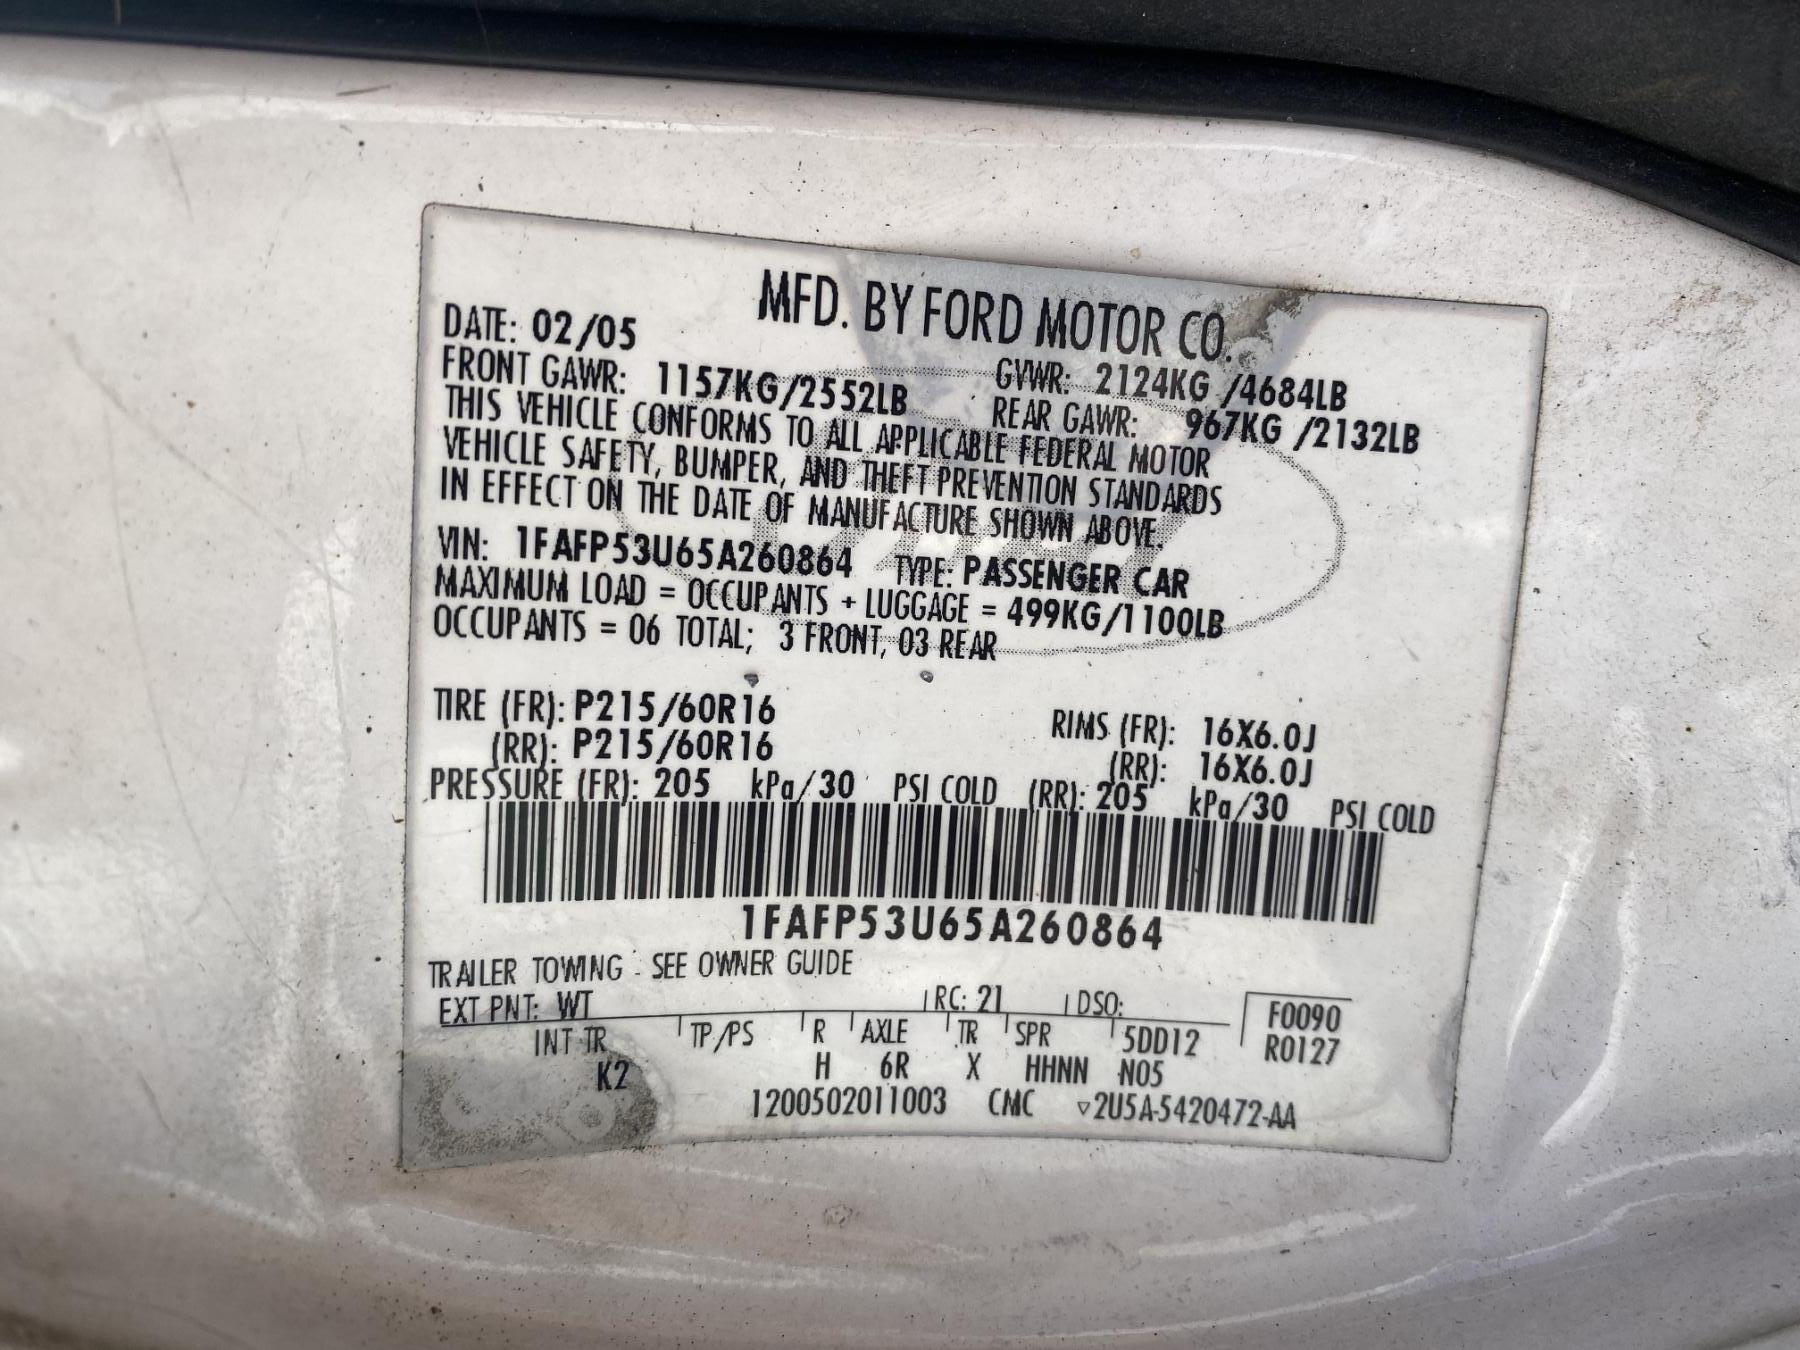 MFD. BY FORD MOTOR CO.
DATE: 02/05
GVWR: 2124KG /4684LB
FRONT GAWR: 1157KG/2552LB
REAR GAWR: 967KG /2132LB
THIS VEHICLE CONFORMS TO ALL APPLICABLE FEDERAL MOTOR
VEHICLE SAFETY, BUMPER, AND THEFT PREVENTION STANDARDS
IN EFFECT ON THE DATE OF MANUFACTURE SHOWN ABOVE.
VIN: 1FAFP53U65A260864 TYPE: PASSENGER CAR
MAXIMUM LOAD = OCCUPANTS + LUGGAGE = 499KG/1100LB
OCCUPANTS = 06 TOTAL; 3 FRONT, 03 REAR
TIRE (FR): P215/60R16 RIMS (FR): 16X6.0J
(RR): P215/60R16 (RR): 16X6.0J
PRESSURE (FR): 205 kPa/30 PSI COLD (RR): 205 kPa/30 PSI COLD
1FAFP53U65A260864
TRAILER TOWING - SEE OWNER GUIDE
EXT PNT: WT RC: 21 DSO: F0090
INT TR TP/PS R AXLE TR SPR 5DD12 R0127
K2 H 6R X HHNN N05
1200502011003 CMC ▽2U5A-5420472-AA